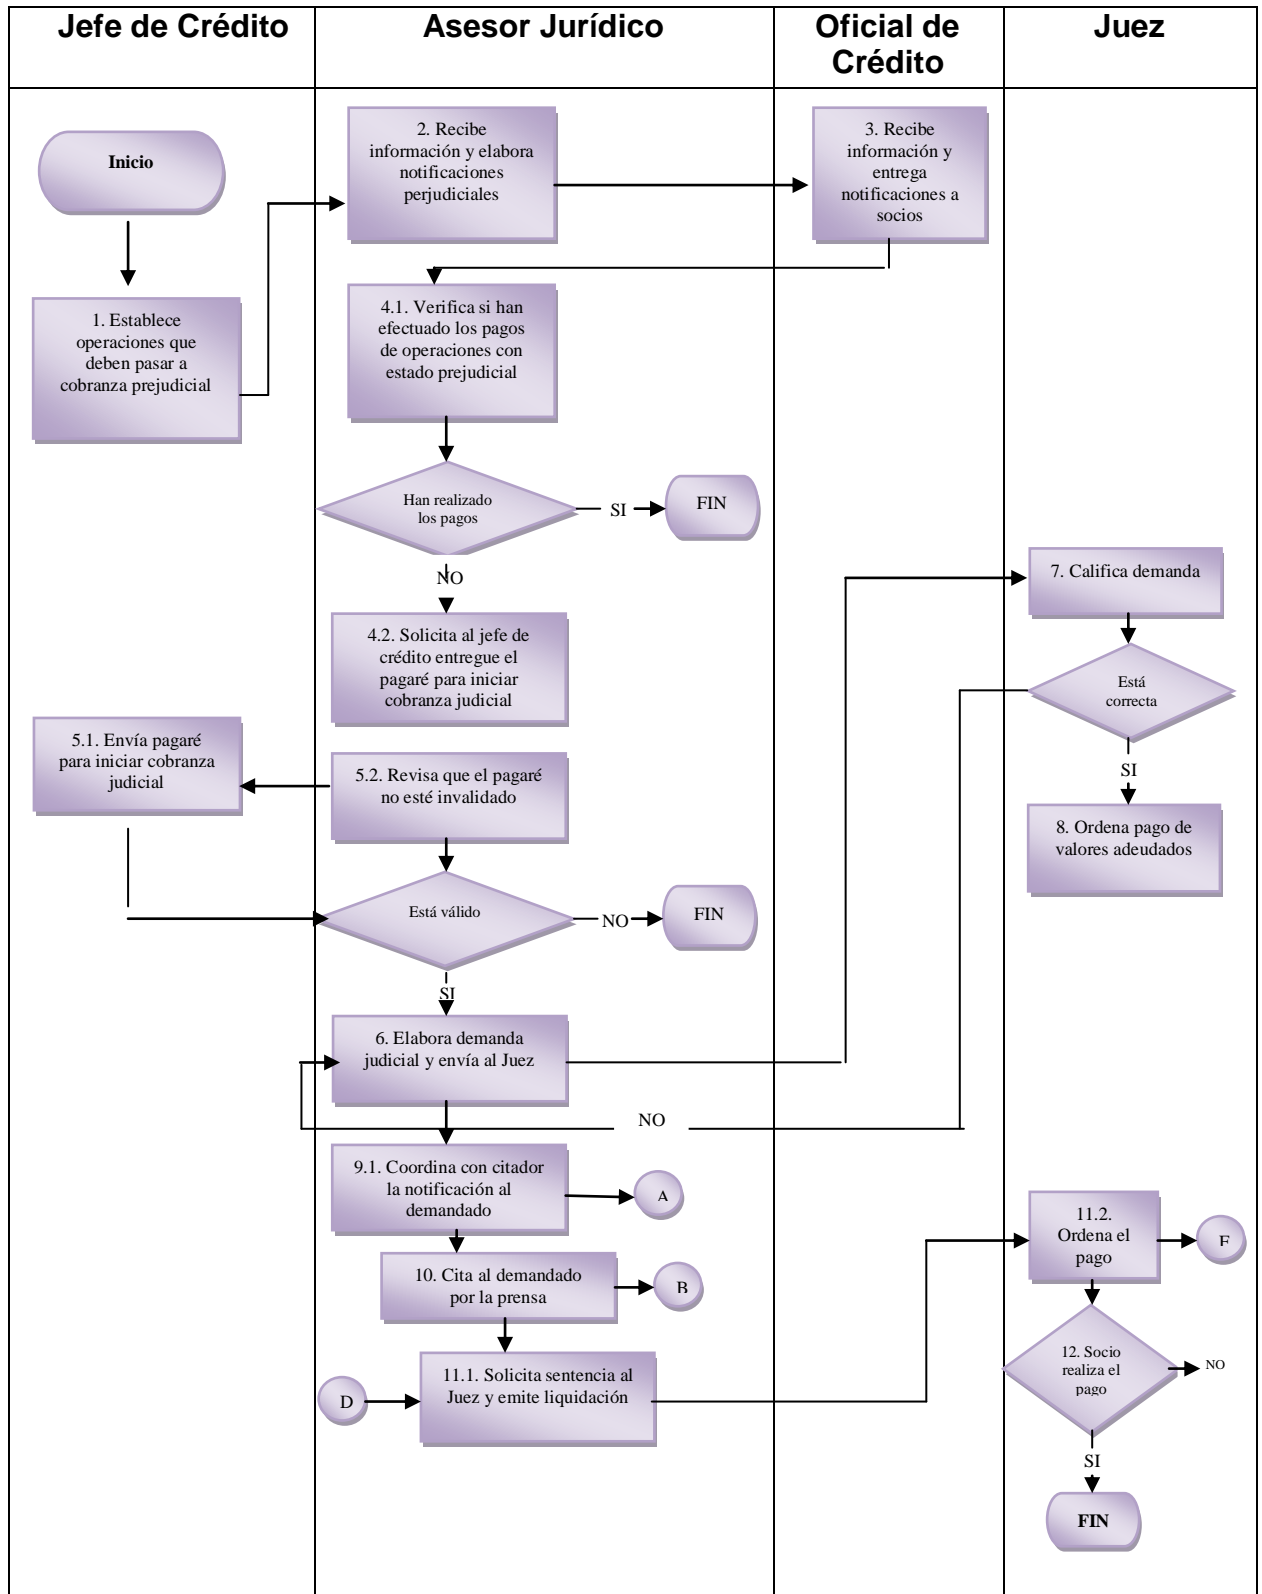 Jefe de Crédito
Asesor Jurídico
Oficial de
Crédito
Juez
Inicio
1. Establece
operaciones que
deben pasar a
cobranza prejudicial
2. Recibe
información y elabora
notificaciones
perjudiciales
3. Recibe
información y
entrega
notificaciones a
socios
4.1. Verifica si han
efectuado los pagos
de operaciones con
estado prejudicial
Han realizado
los pagos
SI
FIN
NO
4.2. Solicita al jefe de
crédito entregue el
pagaré para iniciar
cobranza judicial
5.1. Envía pagaré
para iniciar cobranza
judicial
5.2. Revisa que el pagaré
no esté invalidado
Está válido
NO
FIN
SI
6. Elabora demanda
judicial y envía al Juez
7. Califica demanda
Está
correcta
SI
8. Ordena pago de
valores adeudados
NO
9.1. Coordina con citador
la notificación al
demandado
A
10. Cita al demandado
por la prensa
B
D
11.1. Solicita sentencia al
Juez y emite liquidación
11.2.
Ordena el
pago
12. Socio
realiza el
pago
NO
SI
FIN